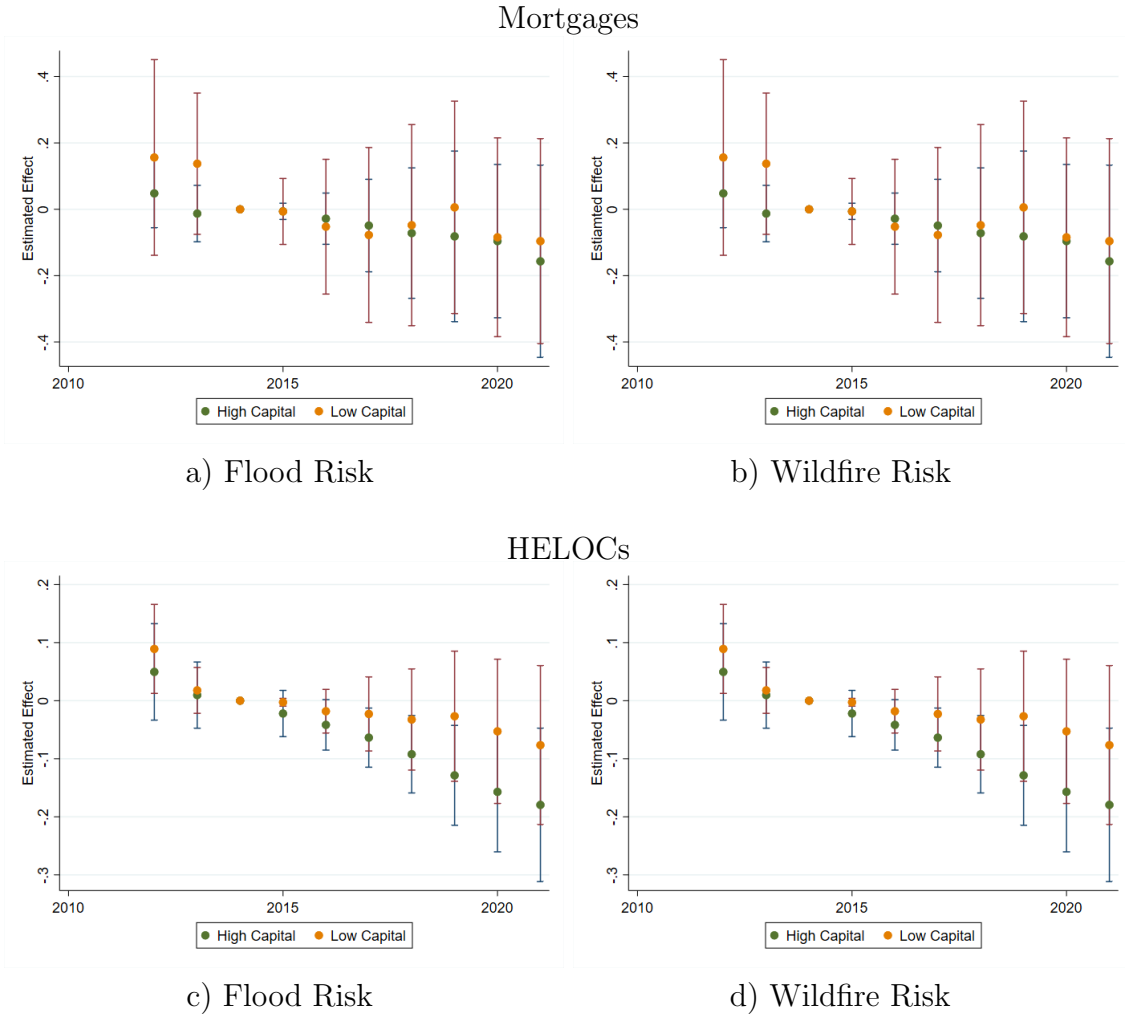 Mortgages
.4
.2
0
-.2
-.4
Estimated Effect
2010 2015 2020
High Capital Low Capital
a) Flood Risk
.4
.2
0
-.2
-.4
Estiamted Effect
2010 2015 2020
High Capital Low Capital
b) Wildfire Risk
HELOCs
.2
.1
0
-.1
-.2
-.3
Estimated Effect
2010 2015 2020
High Capital Low Capital
c) Flood Risk
.2
.1
0
-.1
-.2
-.3
Estimated Effect
2010 2015 2020
High Capital Low Capital
d) Wildfire Risk